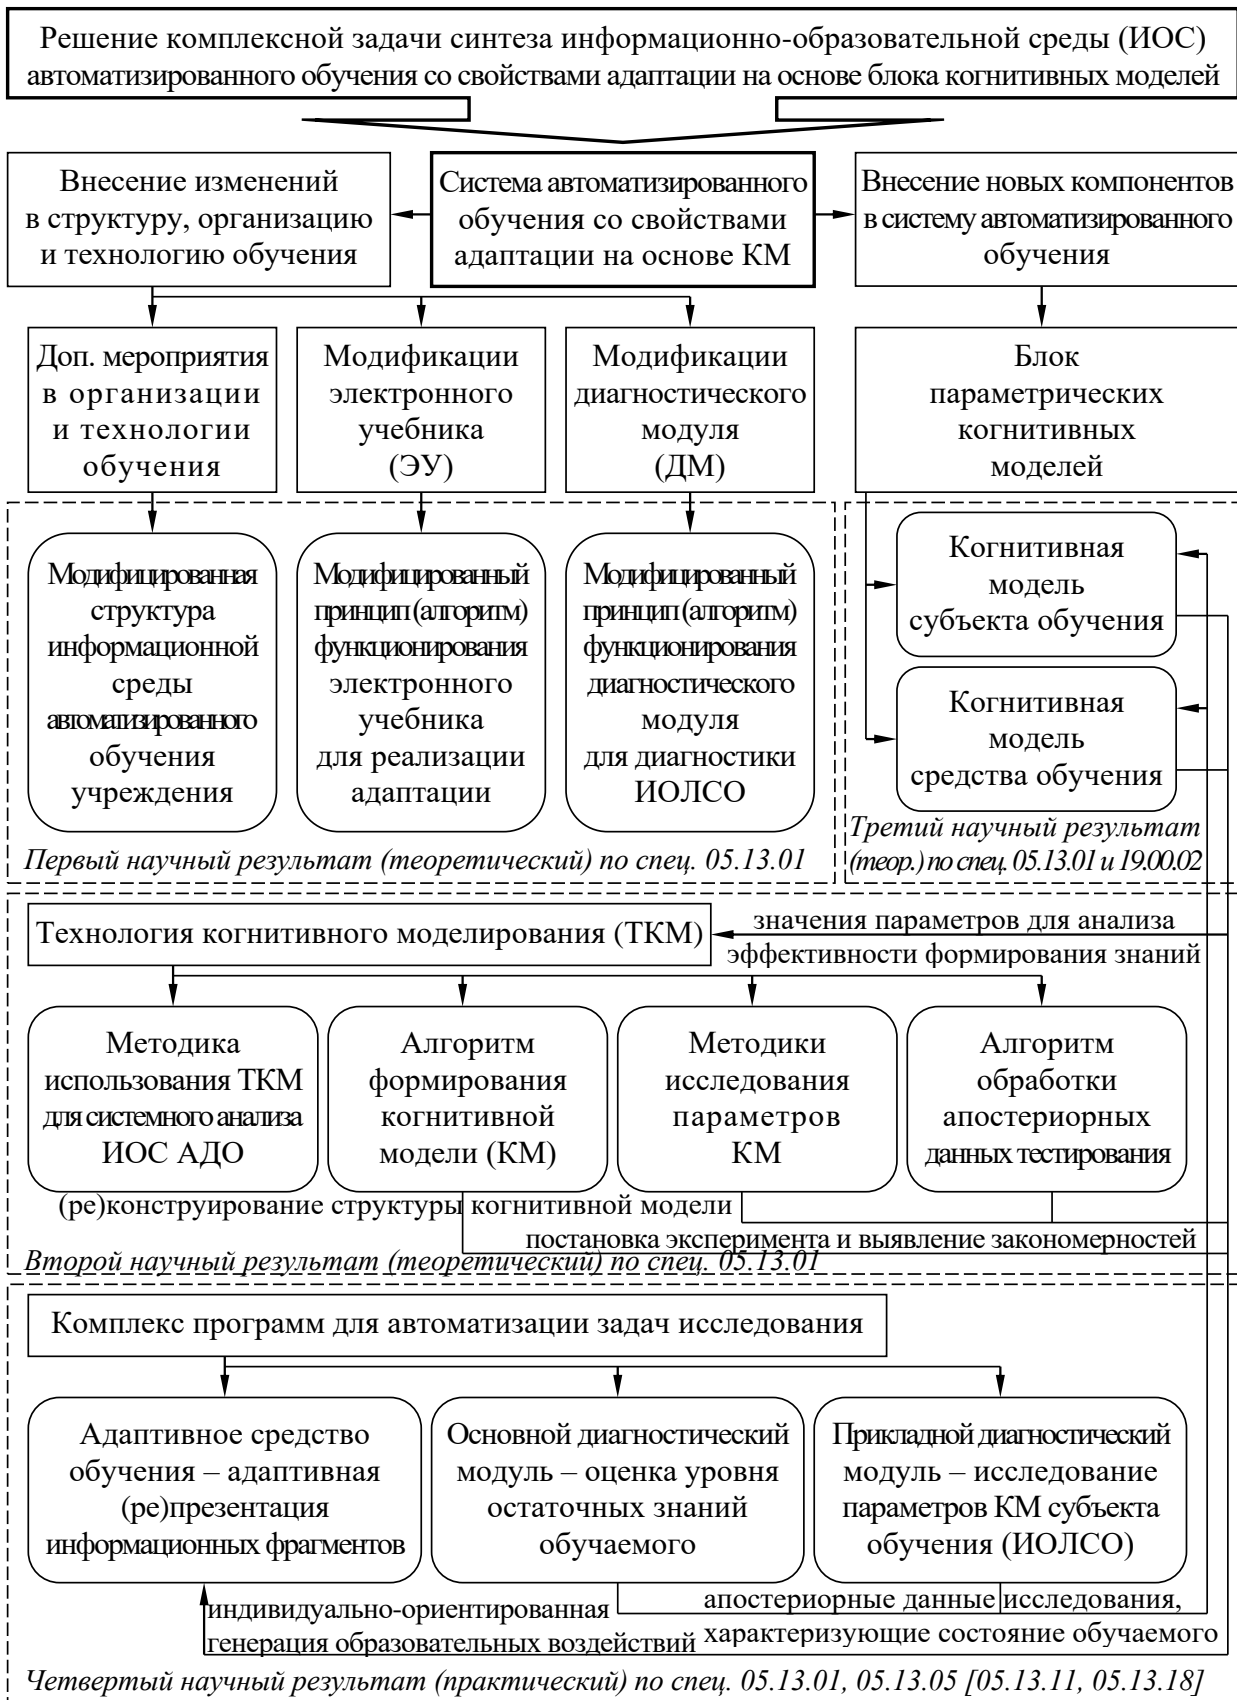 Решение комплексной задачи синтеза информационно-образовательной среды (ИОС)
автоматизированного обучения со свойствами адаптации на основе блока когнитивных моделей
Внесение изменений
в структуру, организацию
и технологию обучения
Система автоматизированного
обучения со свойствами
адаптации на основе КМ
Внесение новых компонентов
в систему автоматизированного
обучения
Доп. мероприятия
в организации
и технологии
обучения
Модификации
электронного
учебника
(ЭУ)
Модификации
диагностического
модуля
(ДМ)
Блок
параметрических
когнитивных
моделей
Модифицированная
структура
информационной
среды
автоматизированного
обучения
учреждения
Модифицированный
принцип (алгоритм)
функционирования
электронного
учебника
для реализации
адаптации
Модифицированный
принцип (алгоритм)
функционирования
диагностического
модуля
для диагностики
ИОЛСО
Когнитивная
модель
субъекта обучения
Когнитивная
модель
средства обучения
Первый научный результат (теоретический) по спец. 05.13.01
Третий научный результат
(теор.) по спец. 05.13.01 и 19.00.02
Технология когнитивного моделирования (ТКМ)
значения параметров для анализа
эффективности формирования знаний
Методика
использования ТКМ
для системного анализа
ИОС АДО
Алгоритм
формирования
когнитивной
модели (КМ)
Методики
исследования
параметров
КМ
Алгоритм
обработки
апостериорных
данных тестирования
(ре)конструирование структуры когнитивной модели
постановка эксперимента и выявление закономерностей
Второй научный результат (теоретический) по спец. 05.13.01
Комплекс программ для автоматизации задач исследования
Адаптивное средство
обучения – адаптивная
(ре)презентация
информационных фрагментов
Основной диагностический
модуль – оценка уровня
остаточных знаний
обучаемого
Прикладной диагностический
модуль – исследование
параметров КМ субъекта
обучения (ИОЛСО)
индивидуально-ориентированная
генерация образовательных воздействий
апостериорные данные исследования,
характеризующие состояние обучаемого
Четвертый научный результат (практический) по спец. 05.13.01, 05.13.05 [05.13.11, 05.13.18]